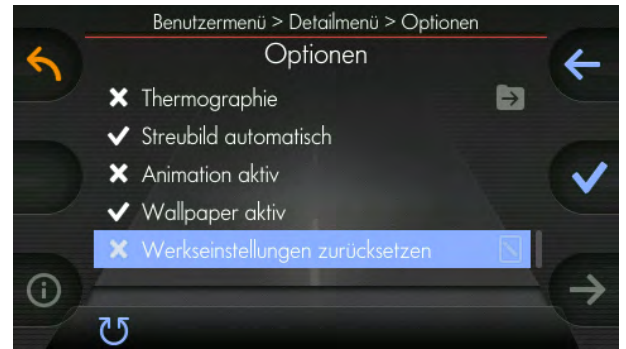 Benutzermenü > Detailmenü > Optionen
Optionen
Thermographie
Streubild automatisch
Animation aktiv
Wallpaper aktiv
Werkseinstellungen zurücksetzen